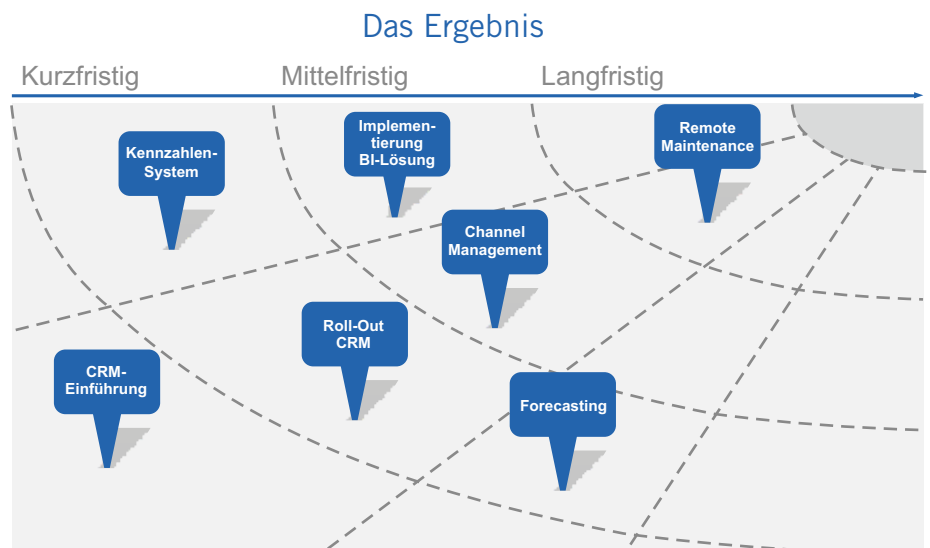 Das Ergebnis
Kurzfristig
Mittelfristig
Langfristig
Kennzahlen-
System
Implemen-
tierung
BI-Lösung
Remote
Maintenance
Channel
Management
Roll-Out
CRM
CRM-
Einführung
Forecasting